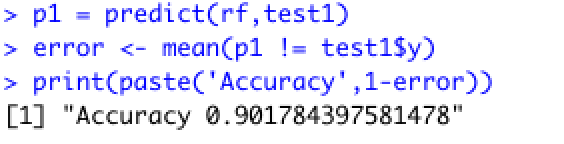 > p1 = predict(rf,test1)
> error <- mean(p1 != test1$y)
> print(paste('Accuracy',1-error))
[1] "Accuracy 0.901784397581478"